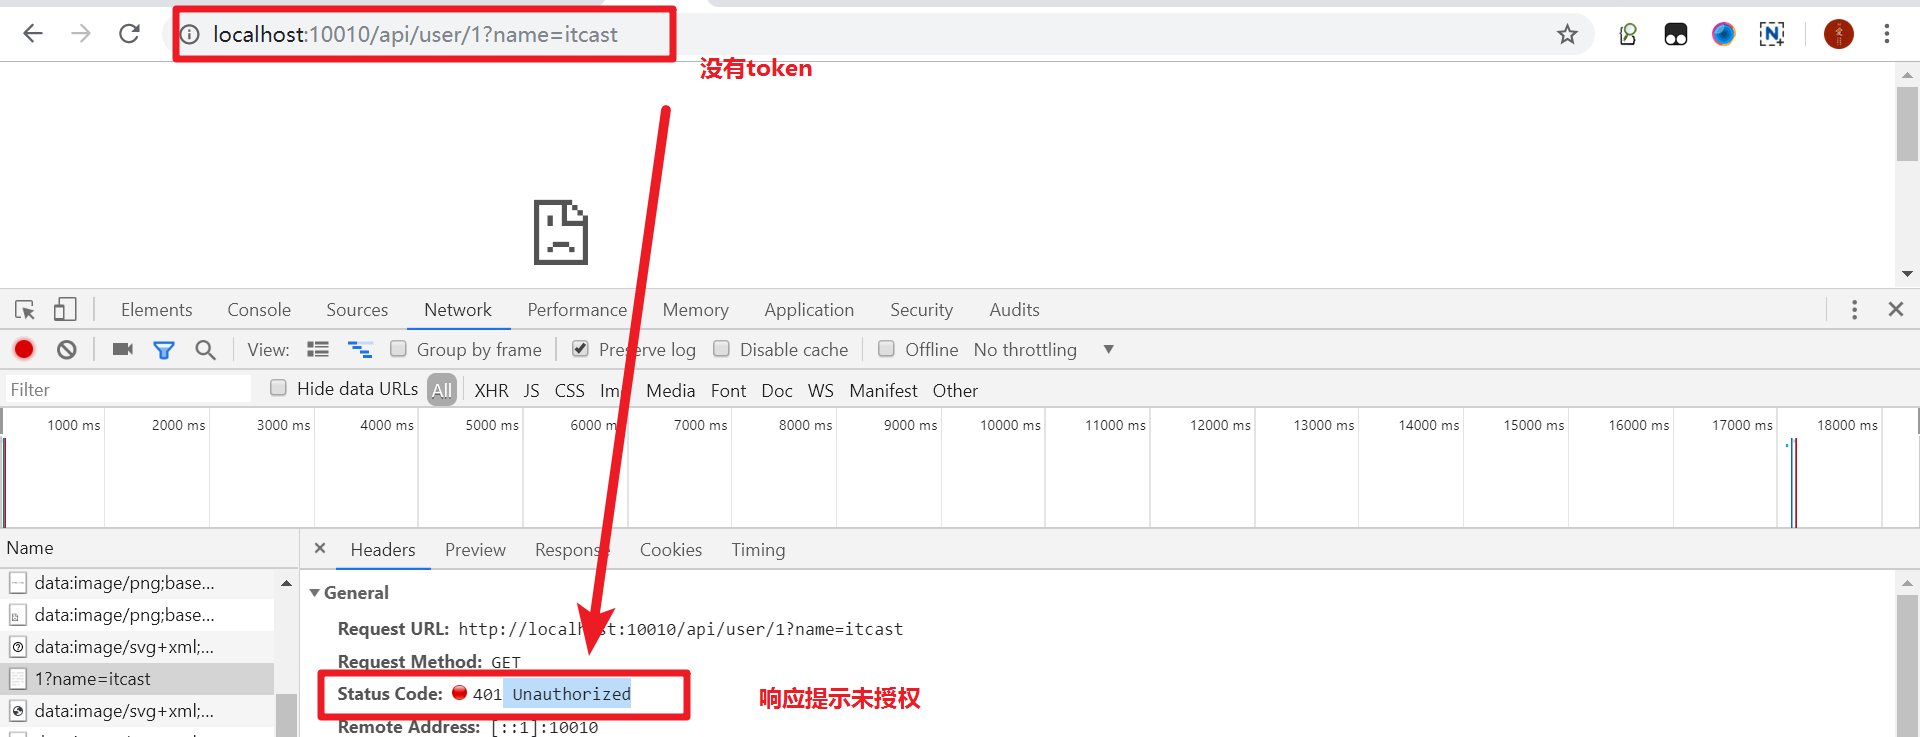 localhost:10010/api/user/1?name=itcast
没有token
Elements Console Sources Network Performance Memory Application Security Audits
View: Group by frame Preserve log Disable cache Offline No throttling
Filter Hide data URLs All XHR JS CSS Media Font Doc WS Manifest Other
1000 ms 2000 ms 3000 ms 4000 ms 5000 ms 6000 ms 7000 ms 8000 ms 9000 ms 10000 ms 11000 ms 12000 ms 13000 ms 14000 ms 15000 ms 16000 ms 17000 ms 18000 ms
Name
Headers Preview Response Cookies Timing
data:image/png;base...
data:image/png;base...
data:image/svg+xml;...
1?name=itcast
data:image/svg+xml;...
General
Request URL: http://localhost:10010/api/user/1?name=itcast
Request Method: GET
Status Code: 401 Unauthorized
响应提示未授权
Remote Address: [::1]:10010